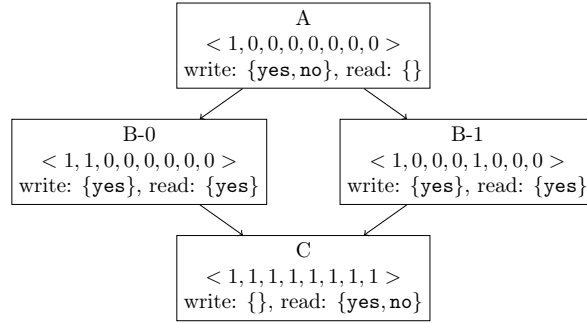 A
< 1,0,0,0,0,0,0,0 >
write: {yes,no}, read: {}
B-0
< 1,1,0,0,0,0,0,0 >
write: {yes}, read: {yes}
B-1
< 1,0,0,0,1,0,0,0 >
write: {yes}, read: {yes}
C
< 1,1,1,1,1,1,1,1 >
write: {}, read: {yes,no}